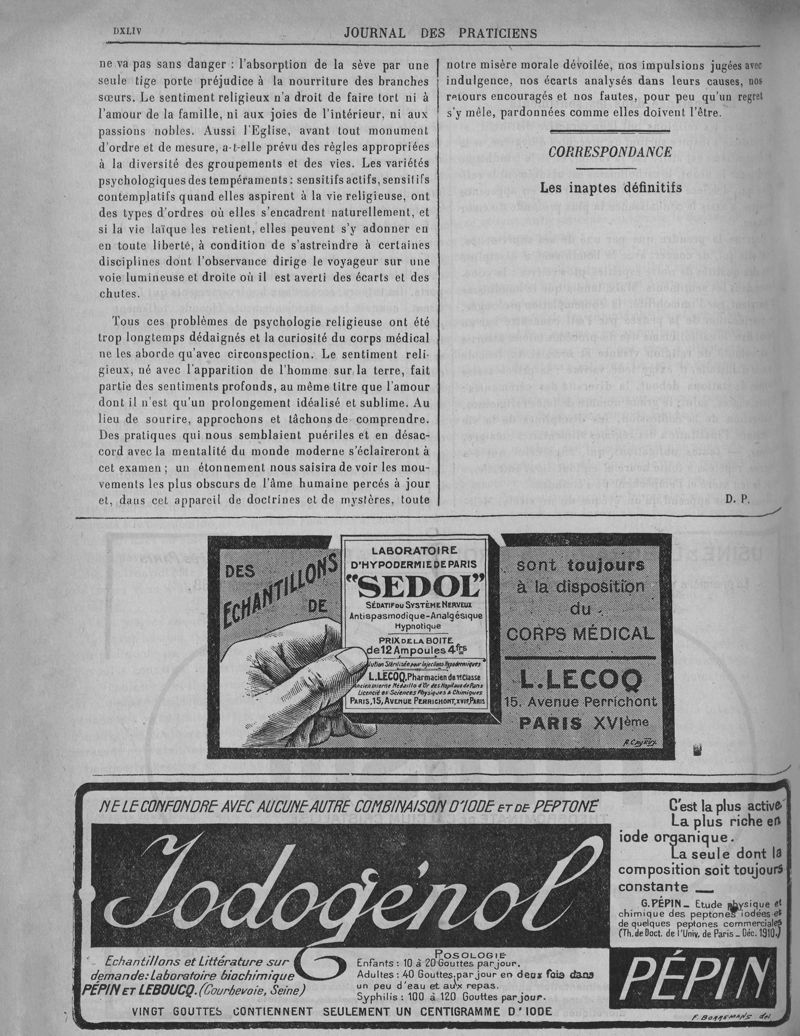 DXLIV
JOURNAL DES PRATICIENS
ne va pas sans danger : l'absorption de la sève par une
seule tige porte préjudice à la nourriture des branches
sœurs. Le sentiment religieux n'a droit de faire tort ni à
l'amour de la famille, ni aux joies de l'intérieur, ni aux
passions nobles. Aussi l'Eglise, avant tout monument
d'ordre et de mesure, a-t-elle prévu des règles appropriées
à la diversité des groupements et des vies. Les variétés
psychologiques des tempéraments : sensitifs actifs, sensitifs
contemplatifs quand elles aspirent à la vie religieuse, ont
des types d'ordres où elles s'encadrent naturellement, et
si la vie laïque les retient, elles peuvent s'y adonner en
en toute liberté, à condition de s'astreindre à certaines
disciplines dont l'observance dirige le voyageur sur une
voie lumineuse et droite où il est averti des écarts et des
chutes.
Tous ces problèmes de psychologie religieuse ont été
trop longtemps dédaignés et la curiosité du corps médical
ne les aborde qu'avec circonspection. Le sentiment reli-
gieux, né avec l'apparition de l'homme sur la terre, fait
partie des sentiments profonds, au même titre que l'amour
dont il n'est qu'un prolongement idéalisé et sublime. Au
lieu de sourire, approchons et tâchons de comprendre.
Des pratiques qui nous semblaient puériles et en désac-
cord avec la mentalité du monde moderne s'éclaireront à
cet examen ; un étonnement nous saisira de voir les mou-
vements les plus obscurs de l'âme humaine percés à jour
et, dans cet appareil de doctrines et de mystères, toute
notre misère morale dévoilée, nos impulsions jugées avec
indulgence, nos écarts analysés dans leurs causes, nos
retours encouragés et nos fautes, pour peu qu'un regret
s'y mêle, pardonnées comme elles doivent l'être.
CORRESPONDANCE
Les inaptes définitifs
D. P.
DES
ECHANTILLONS
DE
LABORATOIRE
D'HYPODERMIE DE PARIS
"SEDOL"
SÉDATIF DU SYSTÈME NERVEUX
Antispasmodique-Analgésique
Hypnotique
PRIX DE LA BOITE
de 12 Ampoules 4frs
Solution Stérilisée pour Injections Hypodermiques
L. LECOQ, Pharmacien de 1re Classe
Ancien interne Médaille d'Or des Hôpitaux de Paris
Licencié ès Sciences Physiques & Chimiques
PARIS, 15, AVENUE PERRICHONT, XVIe, PARIS
sont toujours
à la disposition
du
CORPS MÉDICAL
L. LECOQ
15. Avenue Perrichont
PARIS XVIème
NE LE CONFONDRE AVEC AUCUNE AUTRE COMBINAISON D'IODE ET DE PEPTONE
Iodogénol
C'est la plus active
La plus riche en
iode organique.
La seule dont la
composition soit toujours
constante —
G. PÉPIN – Etude physique et
chimique des peptones iodées et
de quelques peptones commerciales
(Th. de Doct. de l'Univ. de Paris – Déc. 1910.)
Echantillons et Littérature sur
demande: Laboratoire biochimique
PÉPIN ET LEBOUCQ. (Courbevoie, Seine)
POSOLOGIE
Enfants : 10 à 20 Gouttes par jour.
Adultes : 40 Gouttes, par jour en deux fois dans
un peu d'eau et aux repas.
Syphilis : 100 à 120 Gouttes par jour.
VINGT GOUTTES CONTIENNENT SEULEMENT UN CENTIGRAMME D'IODE
PÉPIN